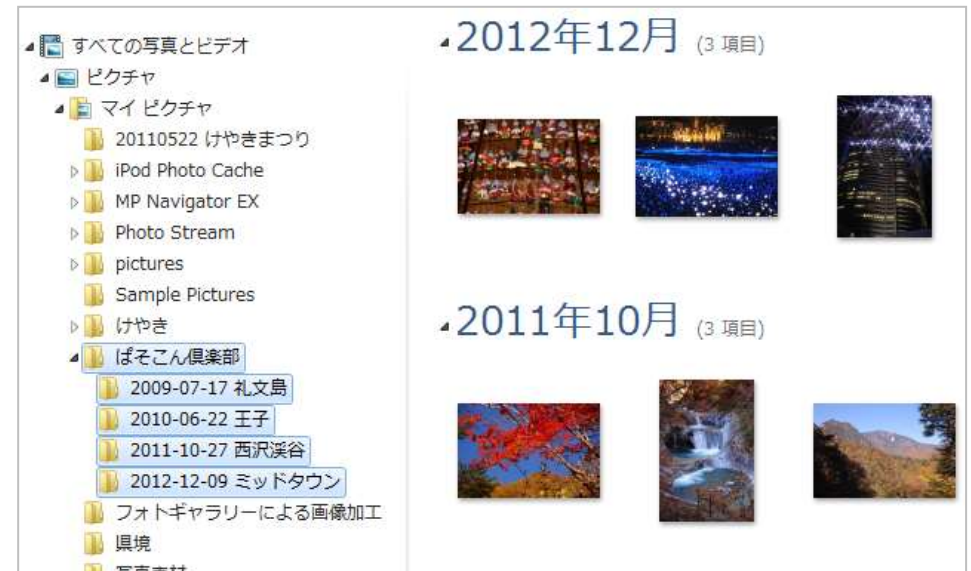 すべての写真とビデオ
ピクチャ
マイ ピクチャ
20110522 けやきまつり
iPod Photo Cache
MP Navigator EX
Photo Stream
pictures
Sample Pictures
けやき
ぱそこん倶楽部
2009-07-17 礼文島
2010-06-22 王子
2011-10-27 西沢渓谷
2012-12-09 ミッドタウン
フォトギャラリーによる画像加工
県境
2012年12月 (3 項目)
2011年10月 (3 項目)